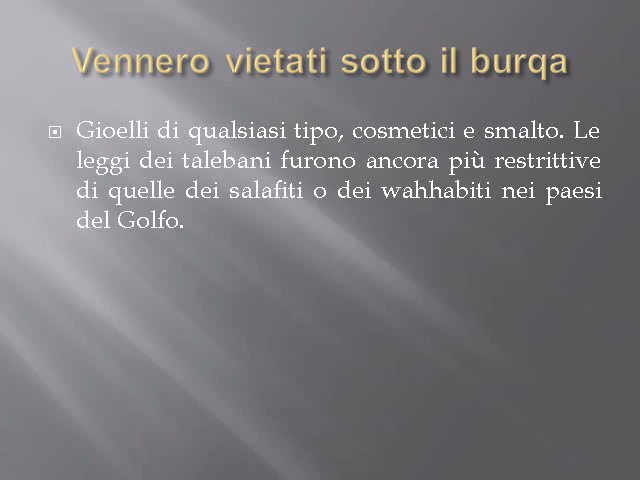 Vennero vietati sotto il burqa
Gioelli di qualsiasi tipo, cosmetici e smalto. Le
leggi dei talebani furono ancora più restrittive
di quelle dei salafiti o dei wahhabiti nei paesi
del Golfo.